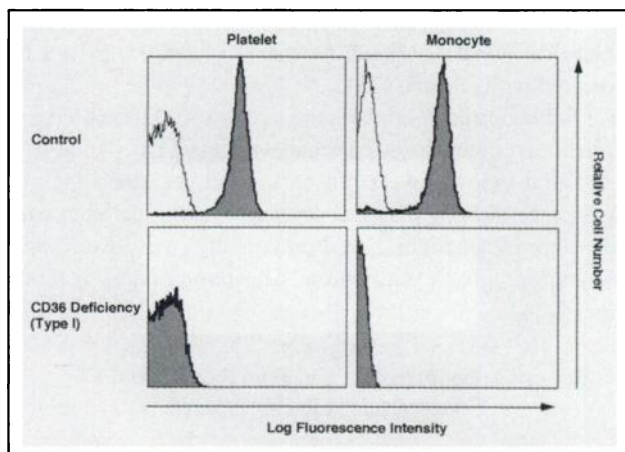 Platelet Monocyte
Control
CD36 Deficiency
(Type I)
Relative Cell Number
Log Fluorescence Intensity